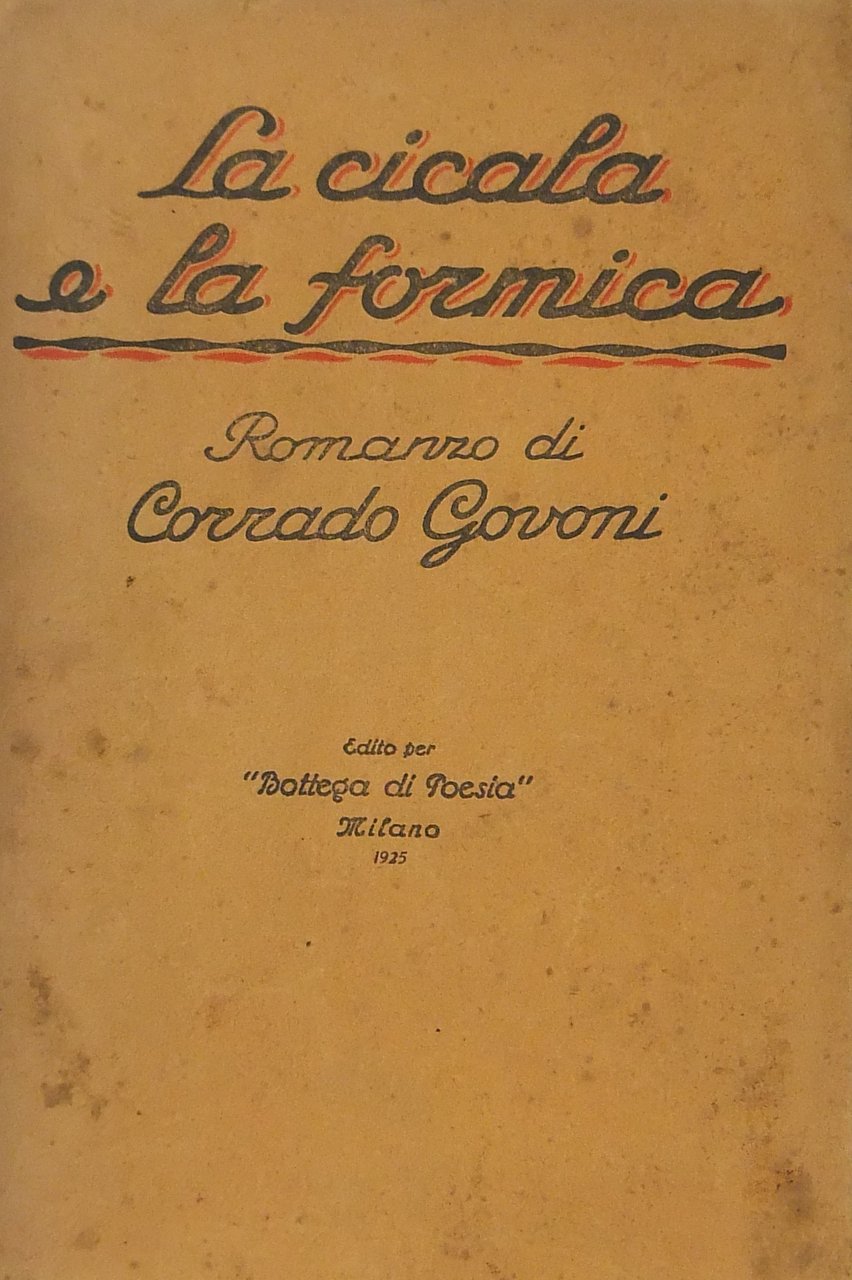 La cicala
e la formica
Romanzo di
Corrado Govoni
Edito per
"Bottega di Poesia"
Milano
1925